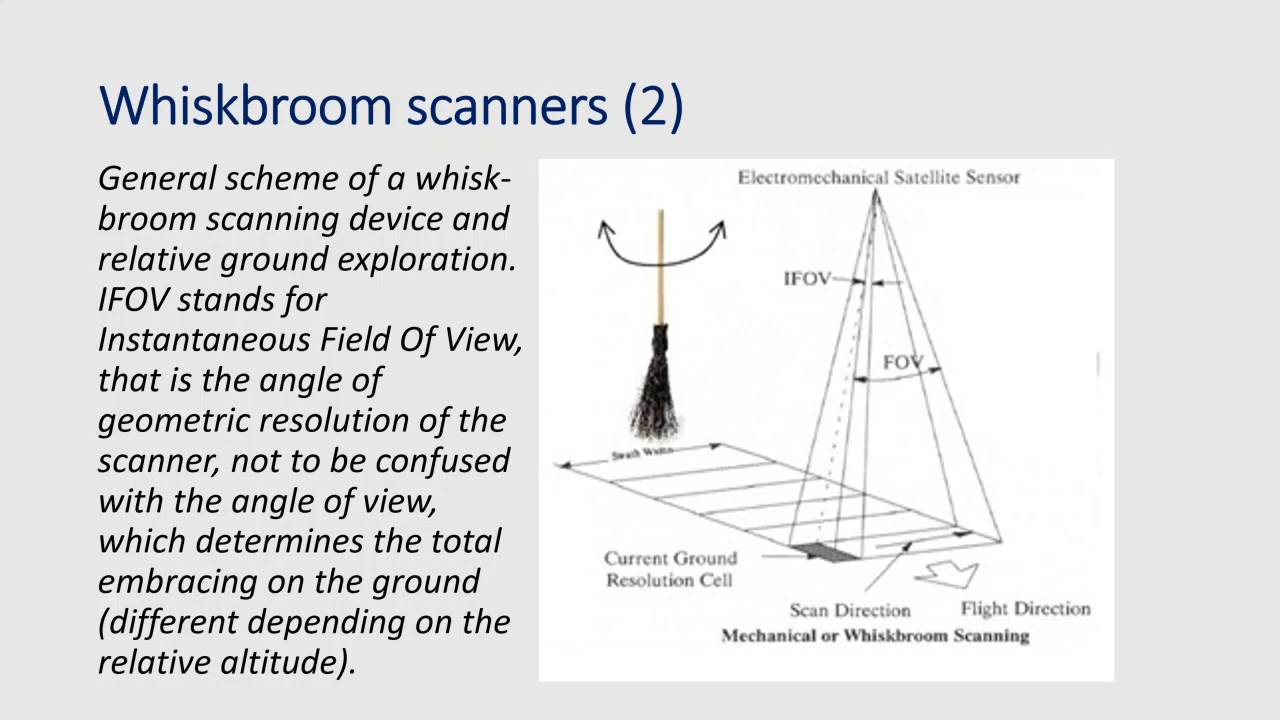 Whiskbroom scanners (2)
General scheme of a whisk-
broom scanning device and
relative ground exploration.
IFOV stands for
Instantaneous Field Of View,
that is the angle of
geometric resolution of the
scanner, not to be confused
with the angle of view,
which determines the total
embracing on the ground
(different depending on the
relative altitude).
Electromechanical Satellite Sensor
IFOV
FOV
Swath Width
Current Ground
Resolution Cell
Scan Direction
Flight Direction
Mechanical or Whiskbroom Scanning